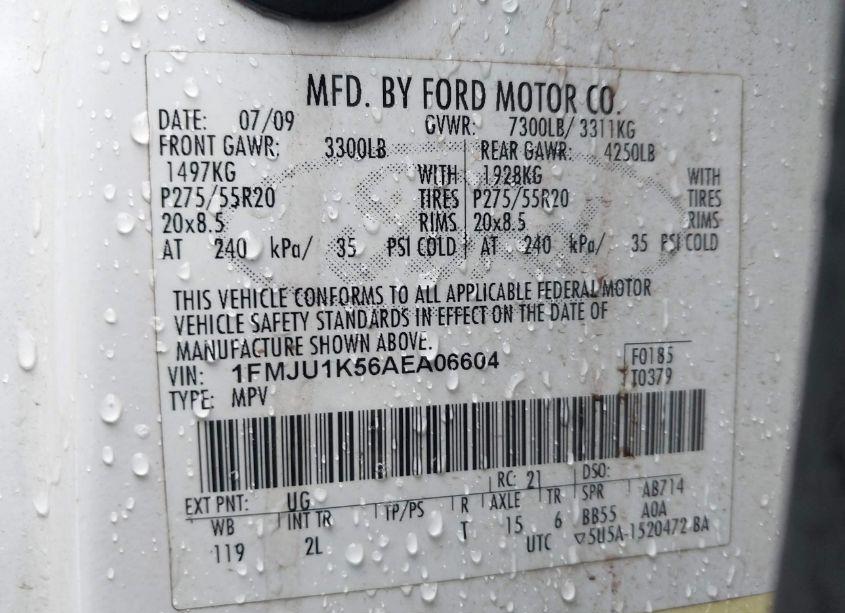 MFD. BY FORD MOTOR CO.
DATE: 07/09 GVWR: 7300LB/ 3311KG
FRONT GAWR: 3300LB REAR GAWR: 4250LB
1497KG WITH 1928KG WITH
P275/55R20 TIRES P275/55R20 TIRES
20x8.5 RIMS 20x8.5 RIMS
AT 240 kPa/ 35 PSI COLD AT 240 kPa/ 35 PSI COLD
THIS VEHICLE CONFORMS TO ALL APPLICABLE FEDERAL MOTOR
VEHICLE SAFETY STANDARDS IN EFFECT ON THE DATE OF
MANUFACTURE SHOWN ABOVE.
VIN: 1FMJU1K56AEA06604 F0185
TYPE: MPV T0379
EXT PNT: UG RC: 21 DSO:
WB INT TR TP/PS R AXLE TR SPR AB714
119 2L T 15 6 BB55 A0A
UTC ▽5U5A-1520472-BA